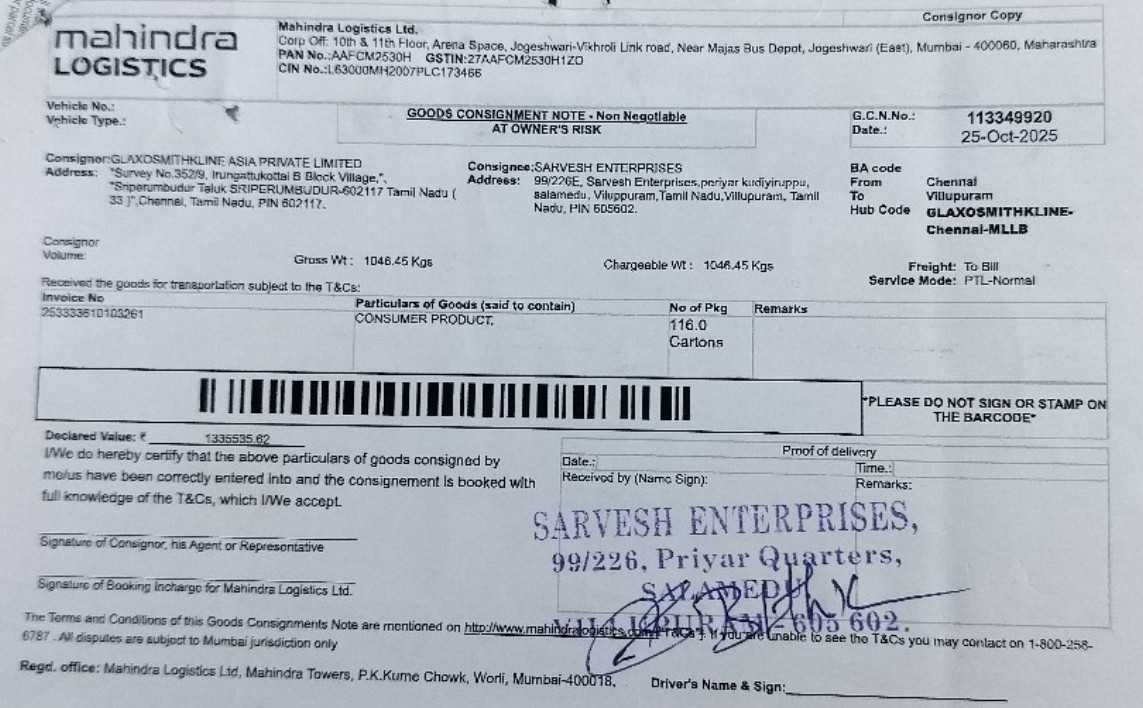 Consignor Copy
mahindra
LOGISTICS
Mahindra Logistics Ltd.
Corp Off: 10th & 11th Floor, Arena Space, Jogeshwari-Vikhroli Link road, Near Majas Bus Depot, Jogeshwari (East), Mumbai - 400060, Maharashtra
PAN No.:AAFCM2530H GSTIN:27AAFCM2530H1ZO
CIN No.:L63000MH2007PLC173466
Vehicle No.:
Vehicle Type.:
GOODS CONSIGNMENT NOTE - Non Negotiable
AT OWNER'S RISK
G.C.N.No.: 113349920
Date.: 25-Oct-2025
Consignor:GLAXOSMITHKLINE ASIA PRIVATE LIMITED
Address: "Survey No.352/9, Irungattukottai B Block Village,",
"Sriperumbudur Taluk SRIPERUMBUDUR-602117 Tamil Nadu (
33 )",Chennai, Tamil Nadu, PIN 602117.
Consignee:SARVESH ENTERPRISES
Address: 99/226E, Sarvesh Enterprises,periyar kudiyiruppu,
salamedu, Viluppuram,Tamil Nadu,Villupuram, Tamil
Nadu, PIN 605602.
BA code
From Chennai
To Villupuram
Hub Code GLAXOSMITHKLINE-
Chennai-MLLB
Consignor
Volume:
Gross Wt : 1046.45 Kgs
Chargeable Wt : 1046.45 Kgs
Freight: To Bill
Service Mode: PTL-Normal
Received the goods for transportation subject to the T&Cs:
Invoice No
253333610103261
Particulars of Goods (said to contain)
CONSUMER PRODUCT,
No of Pkg
116.0
Cartons
Remarks
*PLEASE DO NOT SIGN OR STAMP ON
THE BARCODE*
Declared Value: ₹ 1335535.62
I/We do hereby certify that the above particulars of goods consigned by
me/us have been correctly entered into and the consignement is booked with
full knowledge of the T&Cs, which I/We accept.
Signature of Consignor, his Agent or Representative
Signature of Booking Incharge for Mahindra Logistics Ltd.
Proof of delivery
Date.:
Time.:
Received by (Name Sign):
Remarks:
SARVESH ENTERPRISES,
99/226, Priyar Quarters,
SALAMEDU
VILLUPURAM - 605 602.
The Terms and Conditions of this Goods Consignments Note are mentioned on http://www.mahindralogistics.com/ T&Cs". If you are unable to see the T&Cs you may contact on 1-800-258-
6787 . All disputes are subject to Mumbai jurisdiction only
Regd. office: Mahindra Logistics Ltd, Mahindra Towers, P.K.Kurne Chowk, Worli, Mumbai-400018.
Driver's Name & Sign: